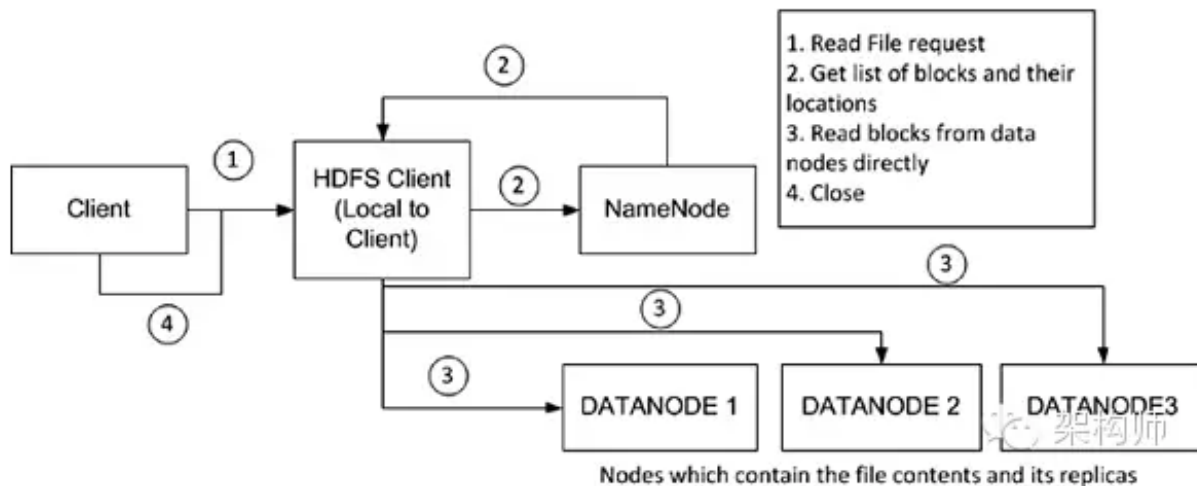 1. Read File request
2. Get list of blocks and their
locations
3. Read blocks from data
nodes directly
4. Close
2
1
Client
HDFS Client
(Local to
Client)
2
NameNode
4
3
3
3
DATANODE 1
DATANODE 2
DATANODE3
架构师
Nodes which contain the file contents and its replicas